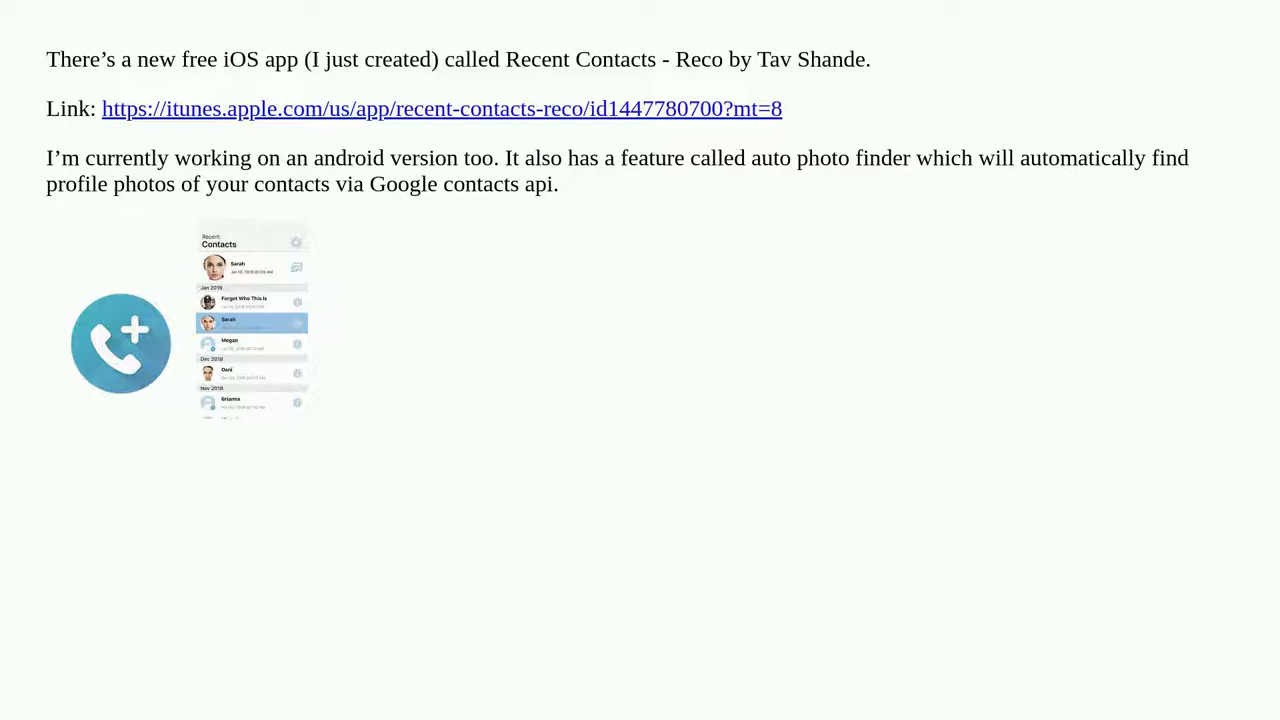 There’s a new free iOS app (I just created) called Recent Contacts - Reco by Tav Shande.
Link: https://itunes.apple.com/us/app/recent-contacts-reco/id1447780700?mt=8
I’m currently working on an android version too. It also has a feature called auto photo finder which will automatically find
profile photos of your contacts via Google contacts api.
Recent
Contacts
Sarah
Jan 2019
Forgot Who This Is
Sarah
Megan
Dec 2018
Dani
Nov 2018
Brianna